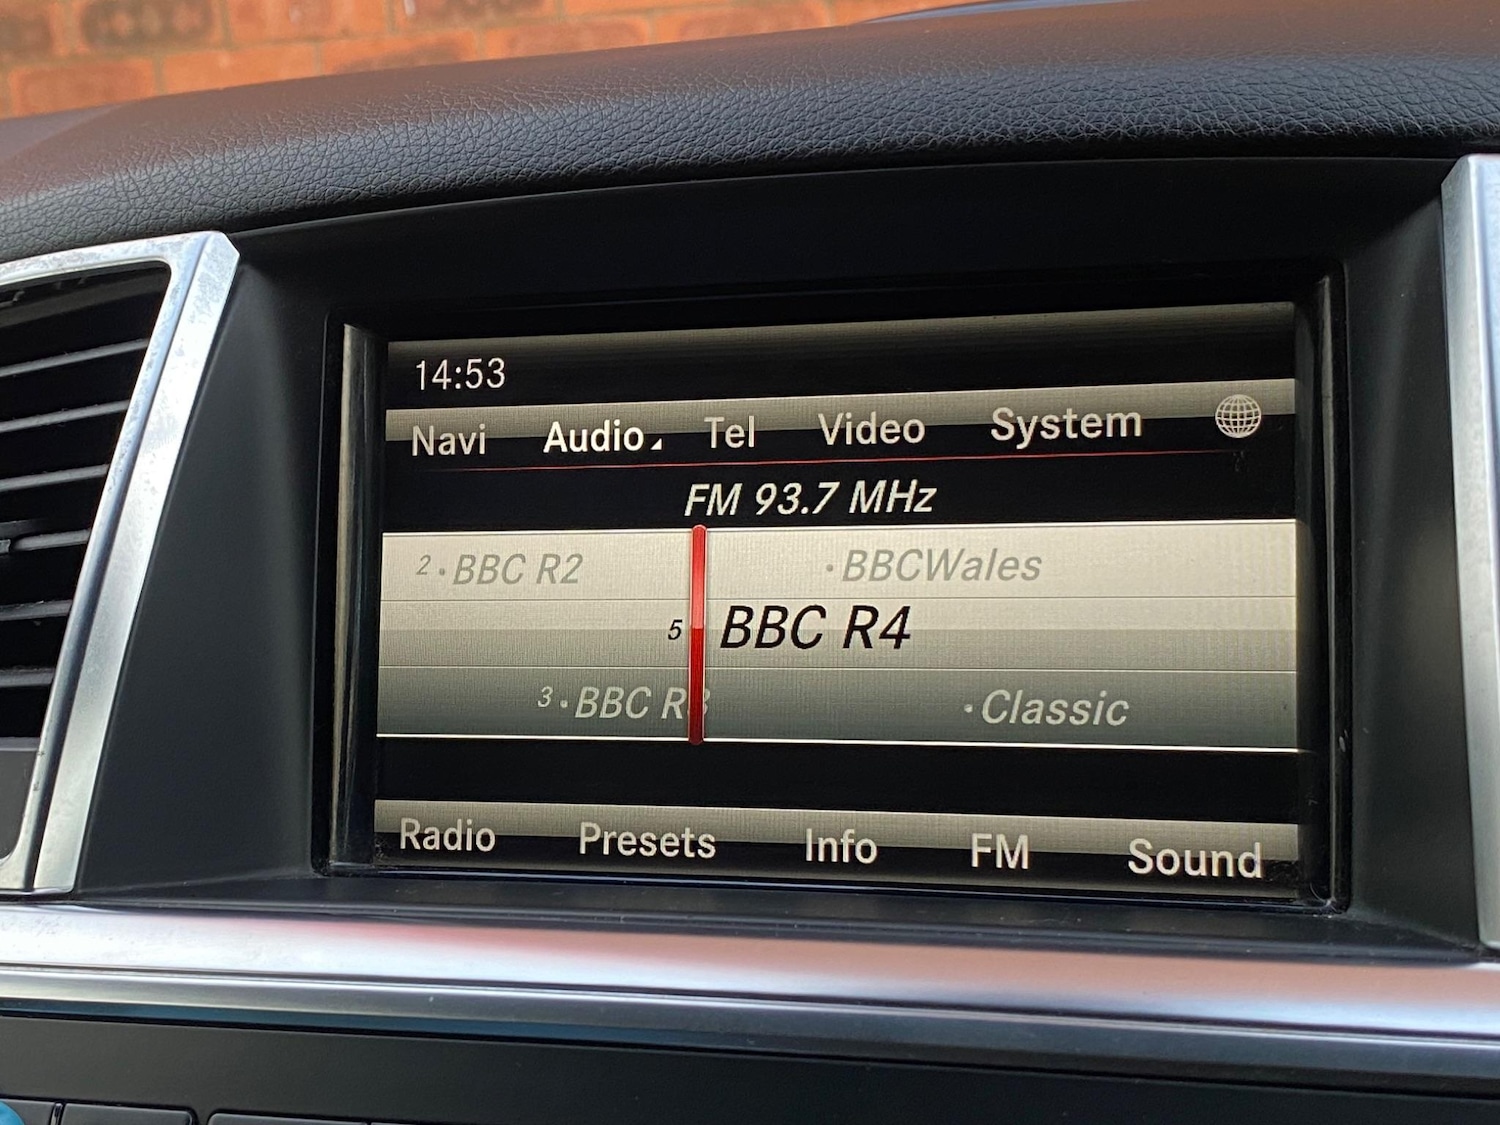 14:53
Navi Audio Tel Video System
FM 93.7 MHz
2 · BBC R2 · BBCWales
5 BBC R4
3 · BBC R3 · Classic
Radio Presets Info FM Sound